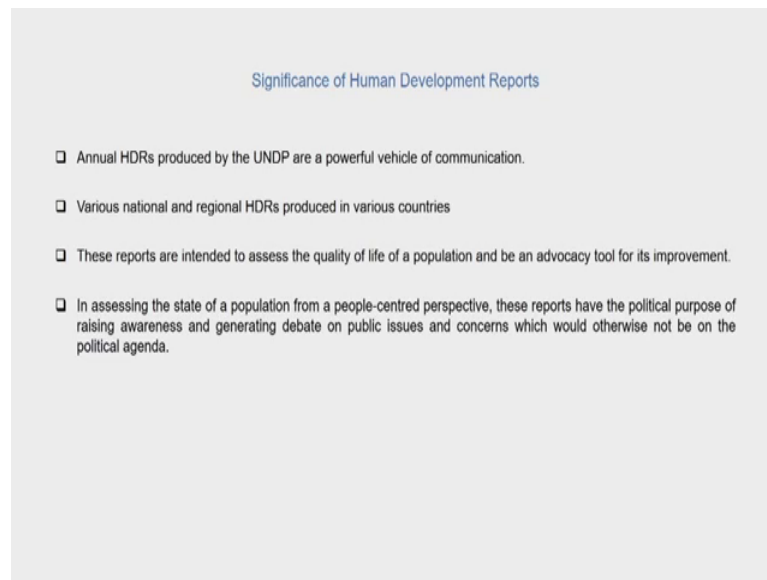 Significance of Human Development Reports
❑ Annual HDRs produced by the UNDP are a powerful vehicle of communication.
❑ Various national and regional HDRs produced in various countries
❑ These reports are intended to assess the quality of life of a population and be an advocacy tool for its improvement.
❑ In assessing the state of a population from a people-centred perspective, these reports have the political purpose of
raising awareness and generating debate on public issues and concerns which would otherwise not be on the
political agenda.